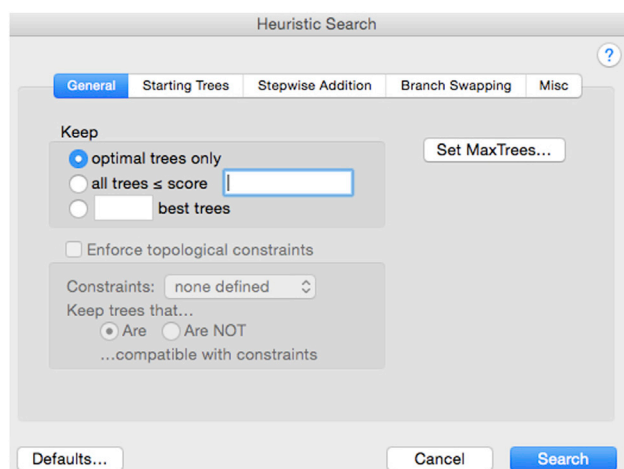 Heuristic Search
?
General Starting Trees Stepwise Addition Branch Swapping Misc
Keep
optimal trees only
Set MaxTrees...
all trees ≤ score
best trees
Enforce topological constraints
Constraints: none defined
Keep trees that...
Are Are NOT
...compatible with constraints
Defaults... Cancel Search